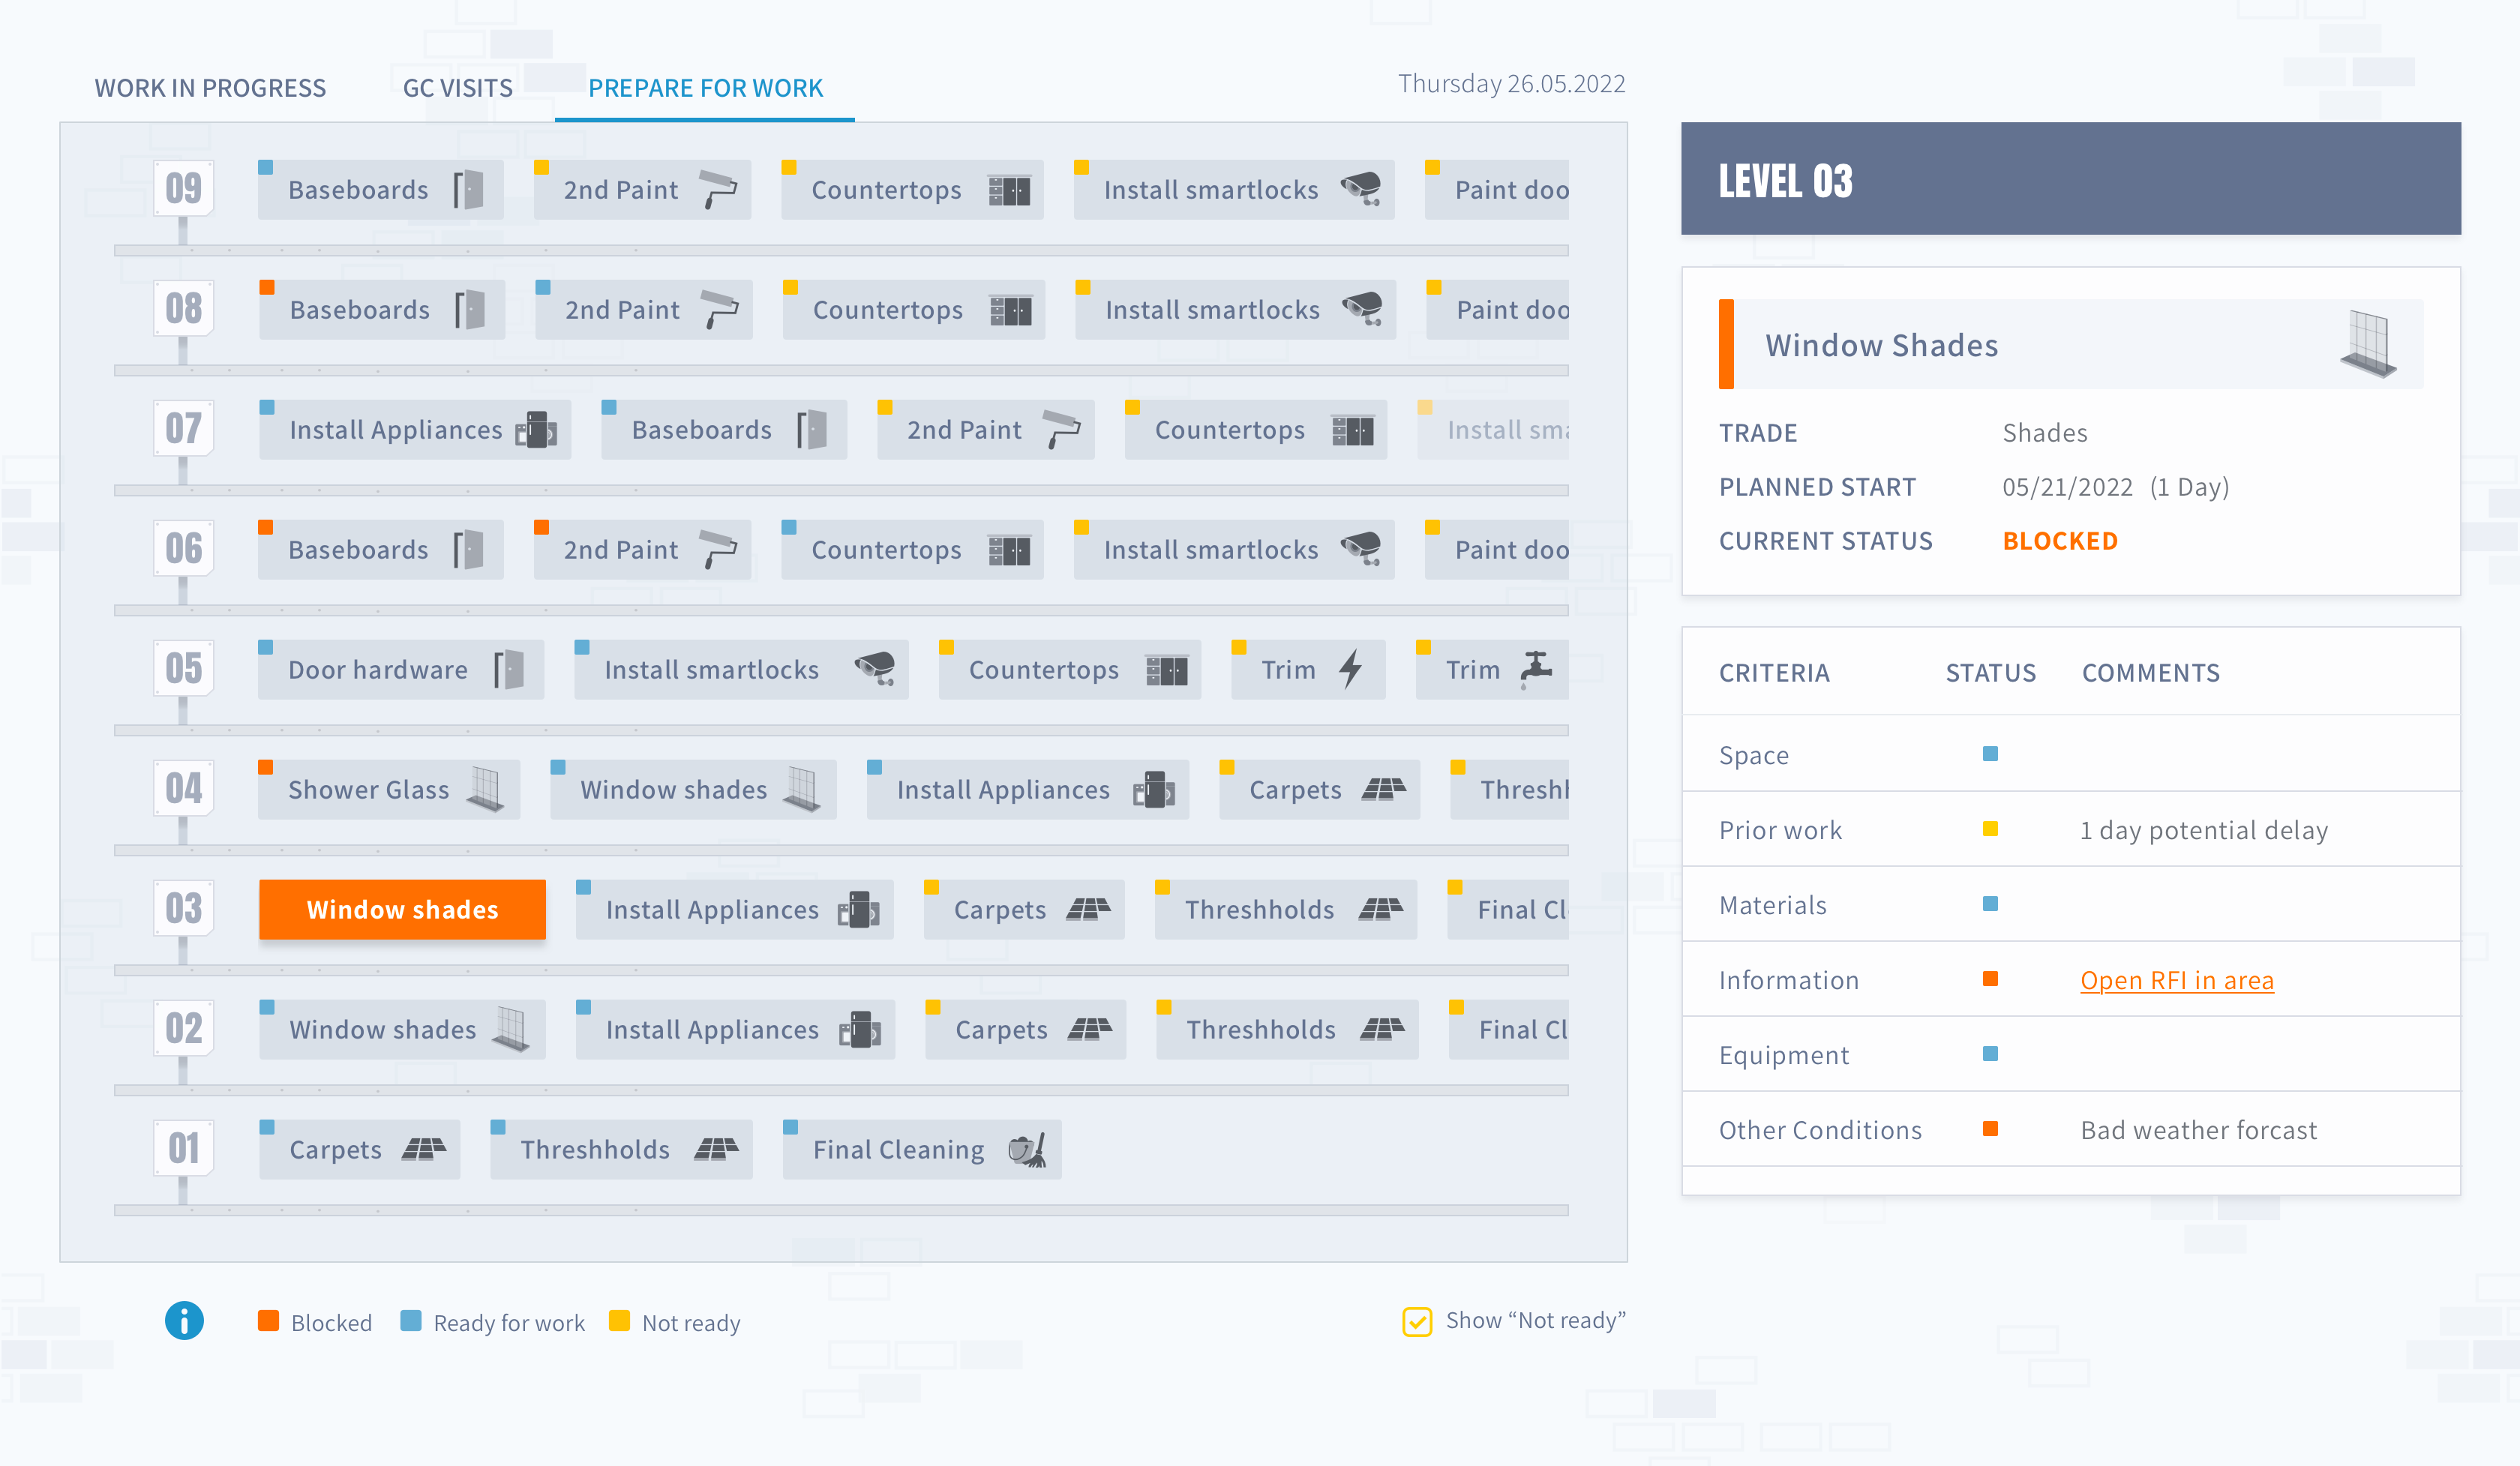 WORK IN PROGRESS GC VISITS PREPARE FOR WORK Thursday 26.05.2022
09 Baseboards 2nd Paint Countertops Install smartlocks Paint doo
08 Baseboards 2nd Paint Countertops Install smartlocks Paint doo
07 Install Appliances Baseboards 2nd Paint Countertops Install sma
06 Baseboards 2nd Paint Countertops Install smartlocks Paint doo
05 Door hardware Install smartlocks Countertops Trim Trim
04 Shower Glass Window shades Install Appliances Carpets Thresh
03 Window shades Install Appliances Carpets Threshholds Final Cl
02 Window shades Install Appliances Carpets Threshholds Final Cl
01 Carpets Threshholds Final Cleaning
Blocked Ready for work Not ready Show “Not ready”
LEVEL 03
Window Shades
TRADE Shades
PLANNED START 05/21/2022 (1 Day)
CURRENT STATUS BLOCKED
CRITERIA STATUS COMMENTS
Space
Prior work 1 day potential delay
Materials
Information Open RFI in area
Equipment
Other Conditions Bad weather forcast